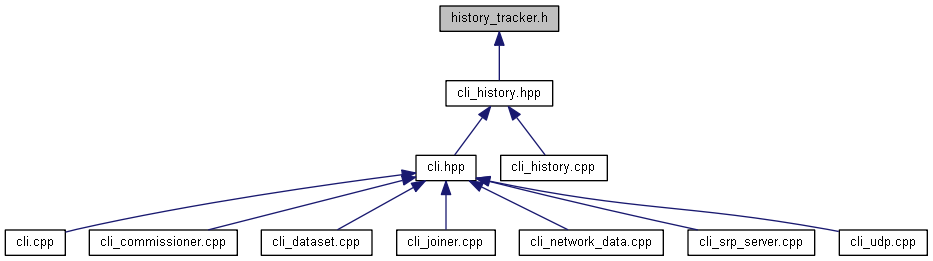 history_tracker.h
cli_history.hpp
cli.hpp
cli_history.cpp
cli.cpp
cli_commissioner.cpp
cli_dataset.cpp
cli_joiner.cpp
cli_network_data.cpp
cli_srp_server.cpp
cli_udp.cpp